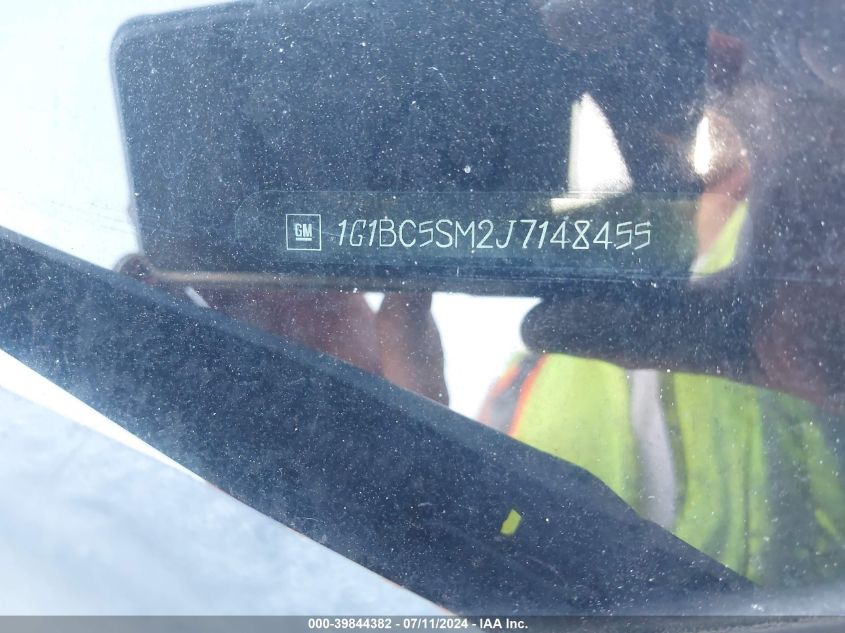 GM 1G1BC5SM2J7148455
000-39844382 - 07/11/2024 - IAA Inc.